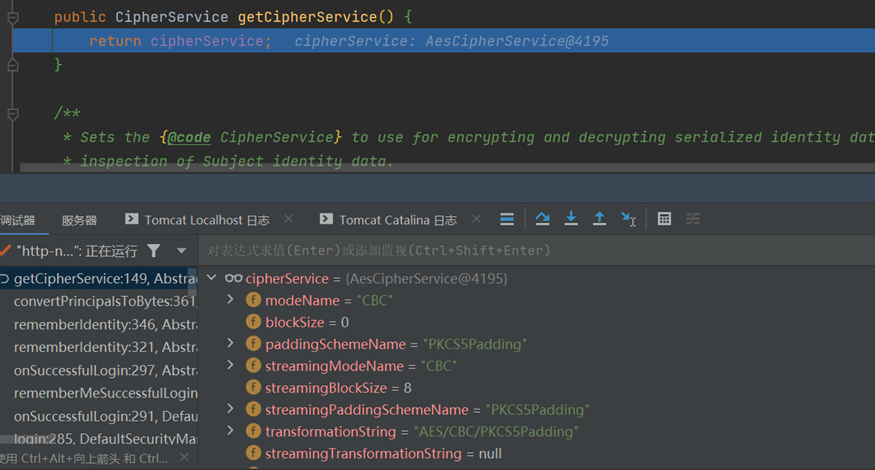 public CipherService getCipherService() {
return cipherService; cipherService: AesCipherService@4195
}
/**
* Sets the {@code CipherService} to use for encrypting and decrypting serialized identity dat
* inspection of Subject identity data.
调试器 服务器 Tomcat Localhost 日志 Tomcat Catalina 日志
"http-n...": 正在运行 对表达式求值(Enter)或添加监视(Ctrl+Shift+Enter)
getCipherService:149, Abstrac
convertPrincipalsToBytes:361,
rememberIdentity:346, Abstra
rememberIdentity:321, Abstra
onSuccessfulLogin:297, Abstra
rememberMeSuccessfulLogin
onSuccessfulLogin:291, Defau
login:285, DefaultSecurityMa
使用 Ctrl+Alt+向上箭头 和 Ctrl...
cipherService = {AesCipherService@4195}
modeName = "CBC"
blockSize = 0
paddingSchemeName = "PKCS5Padding"
streamingModeName = "CBC"
streamingBlockSize = 8
streamingPaddingSchemeName = "PKCS5Padding"
transformationString = "AES/CBC/PKCS5Padding"
streamingTransformationString = null